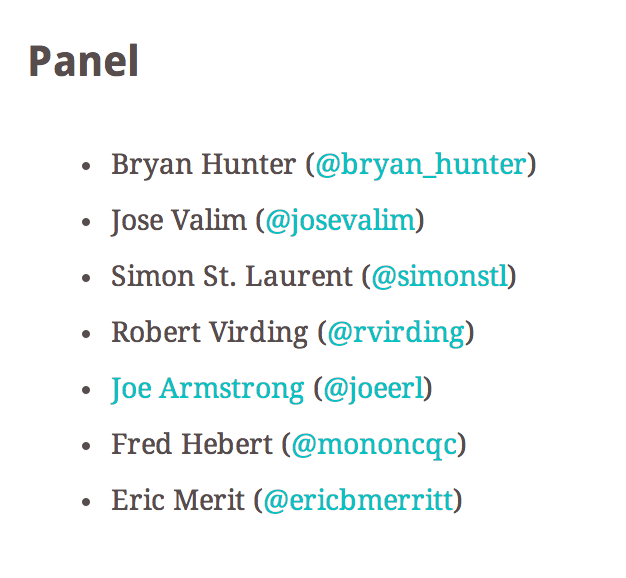 Panel
• Bryan Hunter (@bryan_hunter)
• Jose Valim (@josevalim)
• Simon St. Laurent (@simonstl)
• Robert Virding (@rvirding)
• Joe Armstrong (@joeerl)
• Fred Hebert (@mononcqc)
• Eric Merit (@ericbmerritt)